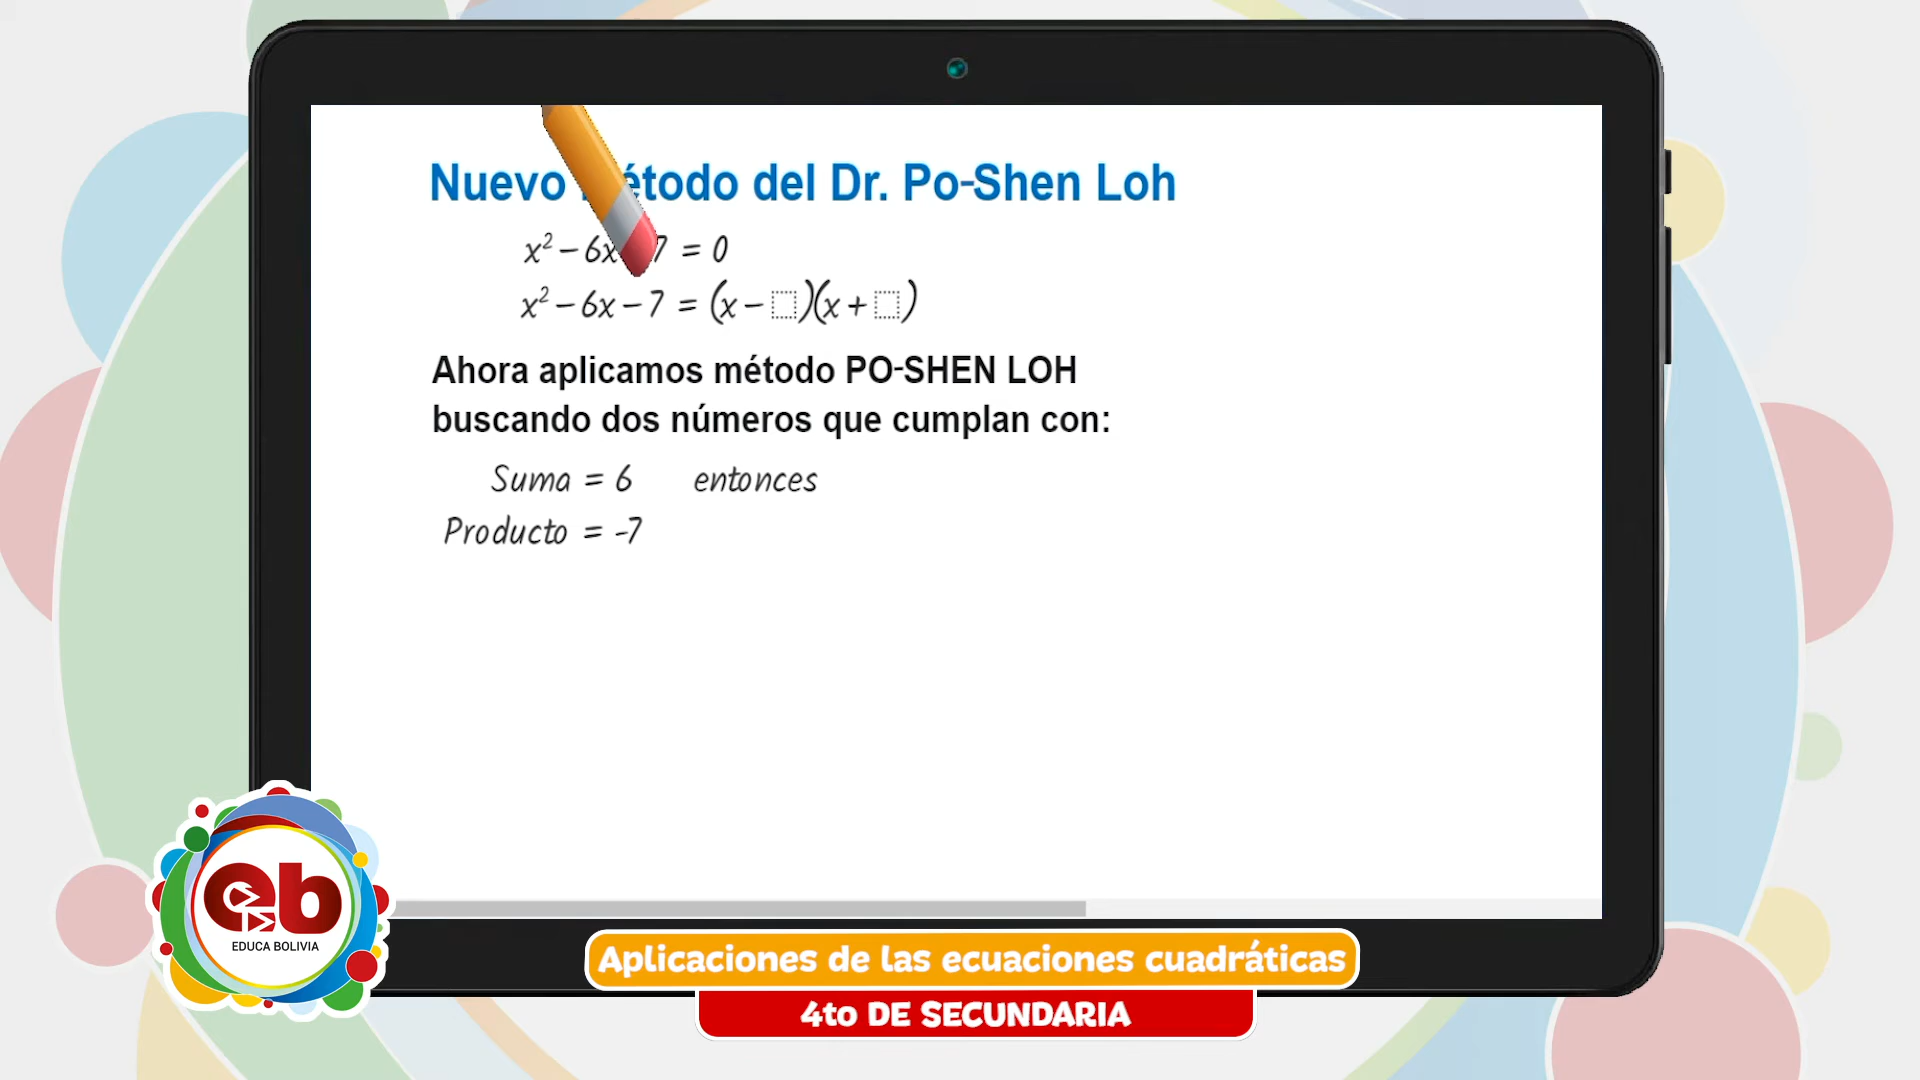 Nuevo método del Dr. Po-Shen Loh
x² – 6x – 7 = 0
x² – 6x – 7 = (x – ⬚)(x + ⬚)
Ahora aplicamos método PO-SHEN LOH
buscando dos números que cumplan con:
Suma = 6 entonces
Producto = -7
eb
EDUCA BOLIVIA
Aplicaciones de las ecuaciones cuadráticas
4to DE SECUNDARIA